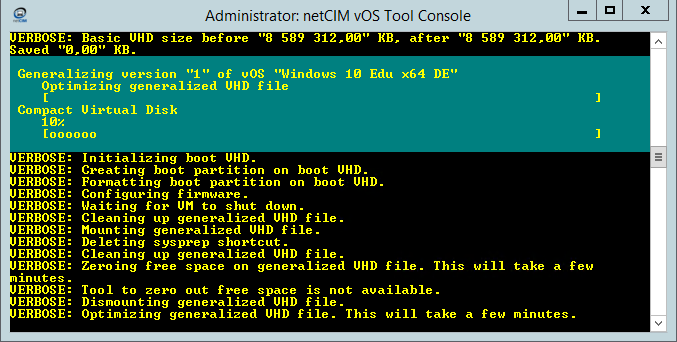 Administrator: netCIM vOS Tool Console
VERBOSE: Basic VHD size before "8 589 312,00" KB, after "8 589 312,00" KB.
Saved "0,00" KB.
Generalizing version "1" of vOS "Windows 10 Edu x64 DE"
Optimizing generalized VHD file
[ ]
Compact Virtual Disk
10%
[oooooo ]
VERBOSE: Initializing boot VHD.
VERBOSE: Creating boot partition on boot VHD.
VERBOSE: Formatting boot partition on boot VHD.
VERBOSE: Configuring firmware.
VERBOSE: Waiting for VM to shut down.
VERBOSE: Cleaning up generalized VHD file.
VERBOSE: Mounting generalized VHD file.
VERBOSE: Deleting sysprep shortcut.
VERBOSE: Cleaning up generalized VHD file.
VERBOSE: Zeroing free space on generalized VHD file. This will take a few
minutes.
VERBOSE: Tool to zero out free space is not available.
VERBOSE: Dismounting generalized VHD file.
VERBOSE: Optimizing generalized VHD file. This will take a few minutes.